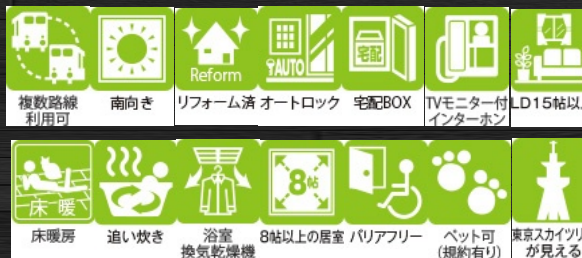 Reform
AUTO
宅配
複数路線
利用可
南向き
リフォーム済
オートロック
宅配BOX
TVモニター付
インターホン
LD15帖以
床暖
8帖
床暖房
追い炊き
浴室
換気乾燥機
8帖以上の居室
バリアフリー
ペット可
(規約有り)
東京スカイツリ
が見える